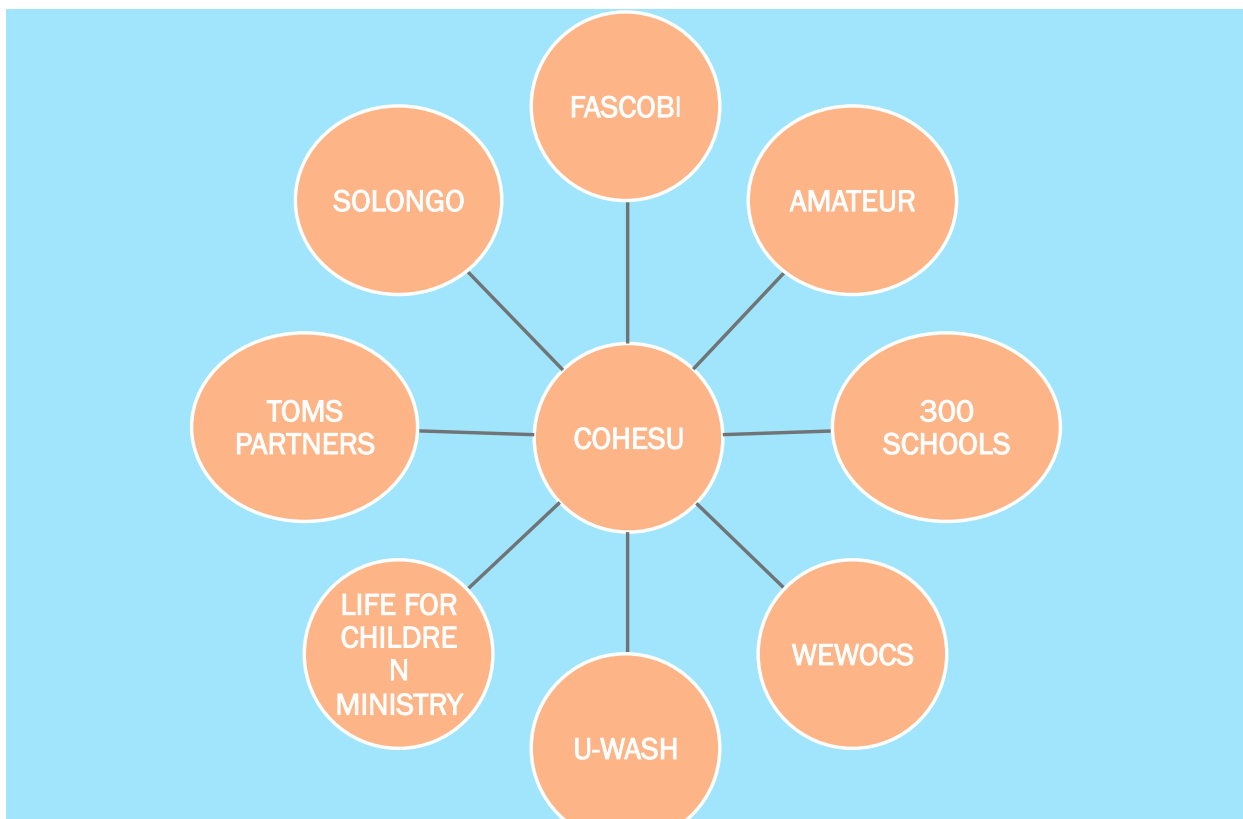 FASCOBI
SOLONGO
AMATEUR
TOMS
PARTNERS
COHESU
300
SCHOOLS
LIFE FOR
CHILDRE
N
MINISTRY
WEWOCS
U-WASH